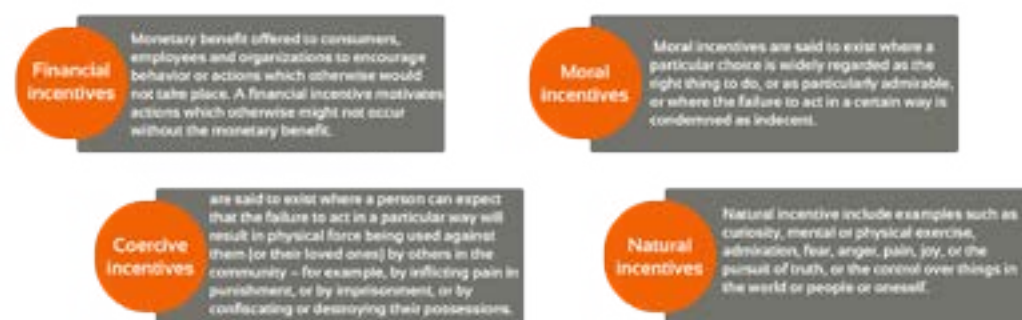 Financial
incentives
Monetary benefit offered to consumers,
employees and organizations to encourage
behavior or actions which otherwise would
not take place. A financial incentive motivates
actions which otherwise might not occur
without the monetary benefit.
Moral
incentives
Moral incentives are said to exist where a
particular choice is widely regarded as the
right thing to do, or as particularly admirable,
or where the failure to act in a certain way is
condemned as indecent.
Coercive
incentives
are said to exist where a person can expect
that the failure to act in a particular way will
result in physical force being used against
them (or their loved ones) by others in the
community – for example, by inflicting pain in
punishment, or by imprisonment, or by
confiscating or destroying their possessions.
Natural
incentives
Natural incentive include examples such as
curiosity, mental or physical exercise,
admiration, fear, anger, pain, joy, or the
pursuit of truth, or the control over things in
the world or people or oneself.